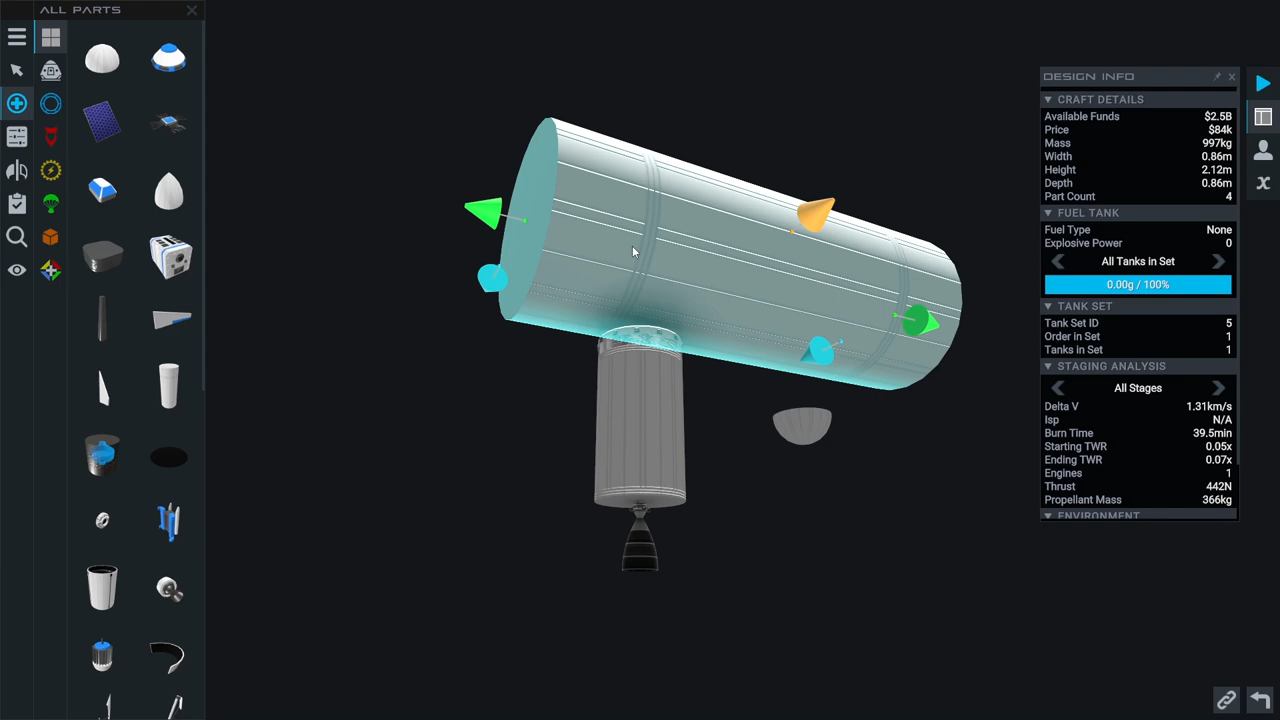 ALL PARTS
DESIGN INFO
CRAFT DETAILS
Available Funds $2.5B
Price $84k
Mass 997kg
Width 0.86m
Height 2.12m
Depth 0.86m
Part Count 4
FUEL TANK
Fuel Type None
Explosive Power 0
All Tanks in Set
0.00g / 100%
TANK SET
Tank Set ID 5
Order in Set 1
Tanks in Set 1
STAGING ANALYSIS
All Stages
Delta V 1.31km/s
Isp N/A
Burn Time 39.5min
Starting TWR 0.05x
Ending TWR 0.07x
Engines 1
Thrust 442N
Propellant Mass 366kg
ENVIRONMENT